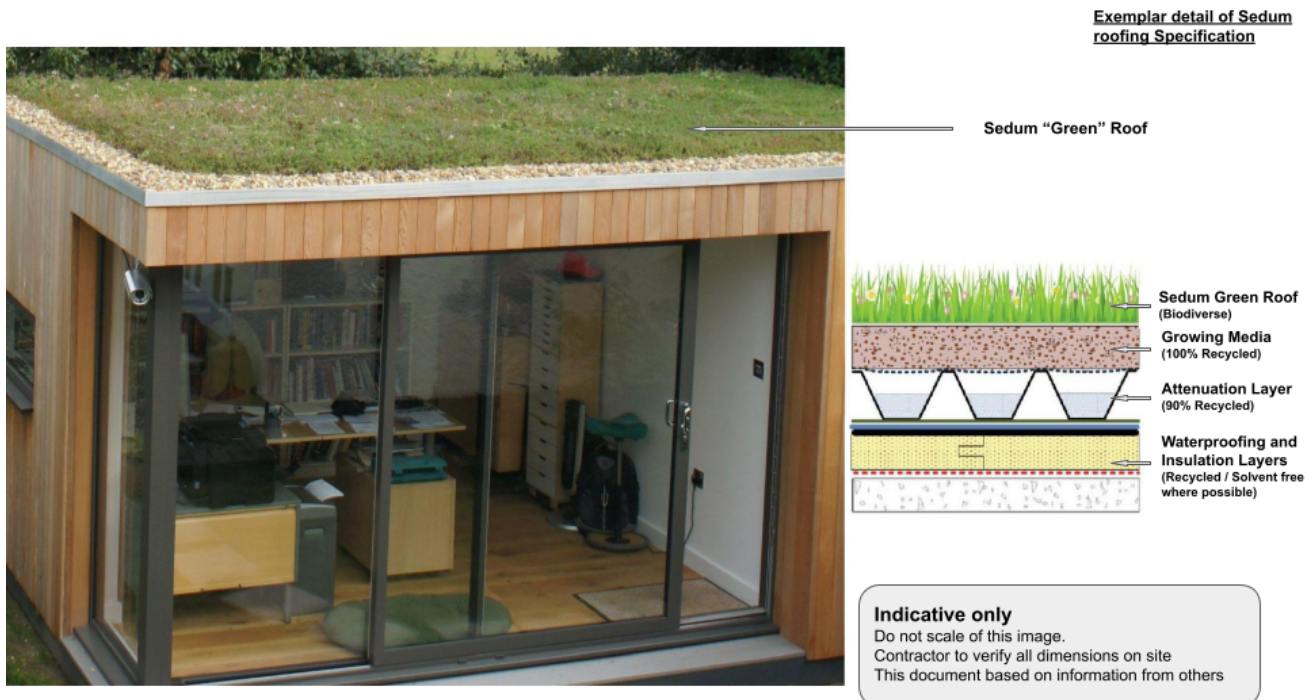 Exemplar detail of Sedum
roofing Specification
Sedum “Green” Roof
Sedum Green Roof
(Biodiverse)
Growing Media
(100% Recycled)
Attenuation Layer
(90% Recycled)
Waterproofing and
Insulation Layers
(Recycled / Solvent free
where possible)
Indicative only
Do not scale of this image.
Contractor to verify all dimensions on site
This document based on information from others